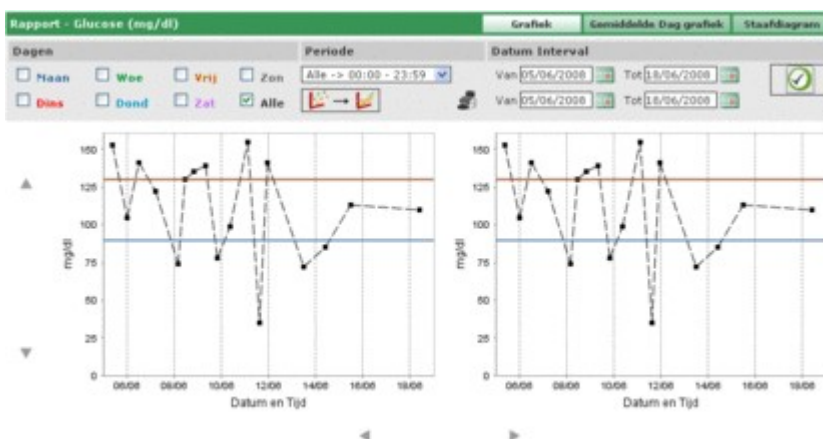 Rapport - Glucose (mg/dl) Grafiek Gemiddelde Dag grafiek Staafdiagram
Dagen Periode Datum Interval
Maan Woe Vrij Zon Alle -> 00:00 - 23:59 Van 05/06/2008 Tot 18/06/2008
Dins Dond Zat Alle Van 05/06/2008 Tot 18/06/2008
150 150
125 125
100 100
75 75
50 50
25 25
0 0
mg/dl mg/dl
06/06 08/06 10/06 12/06 14/06 16/06 18/06 06/06 08/06 10/06 12/06 14/06 16/06 18/06
Datum en Tijd Datum en Tijd